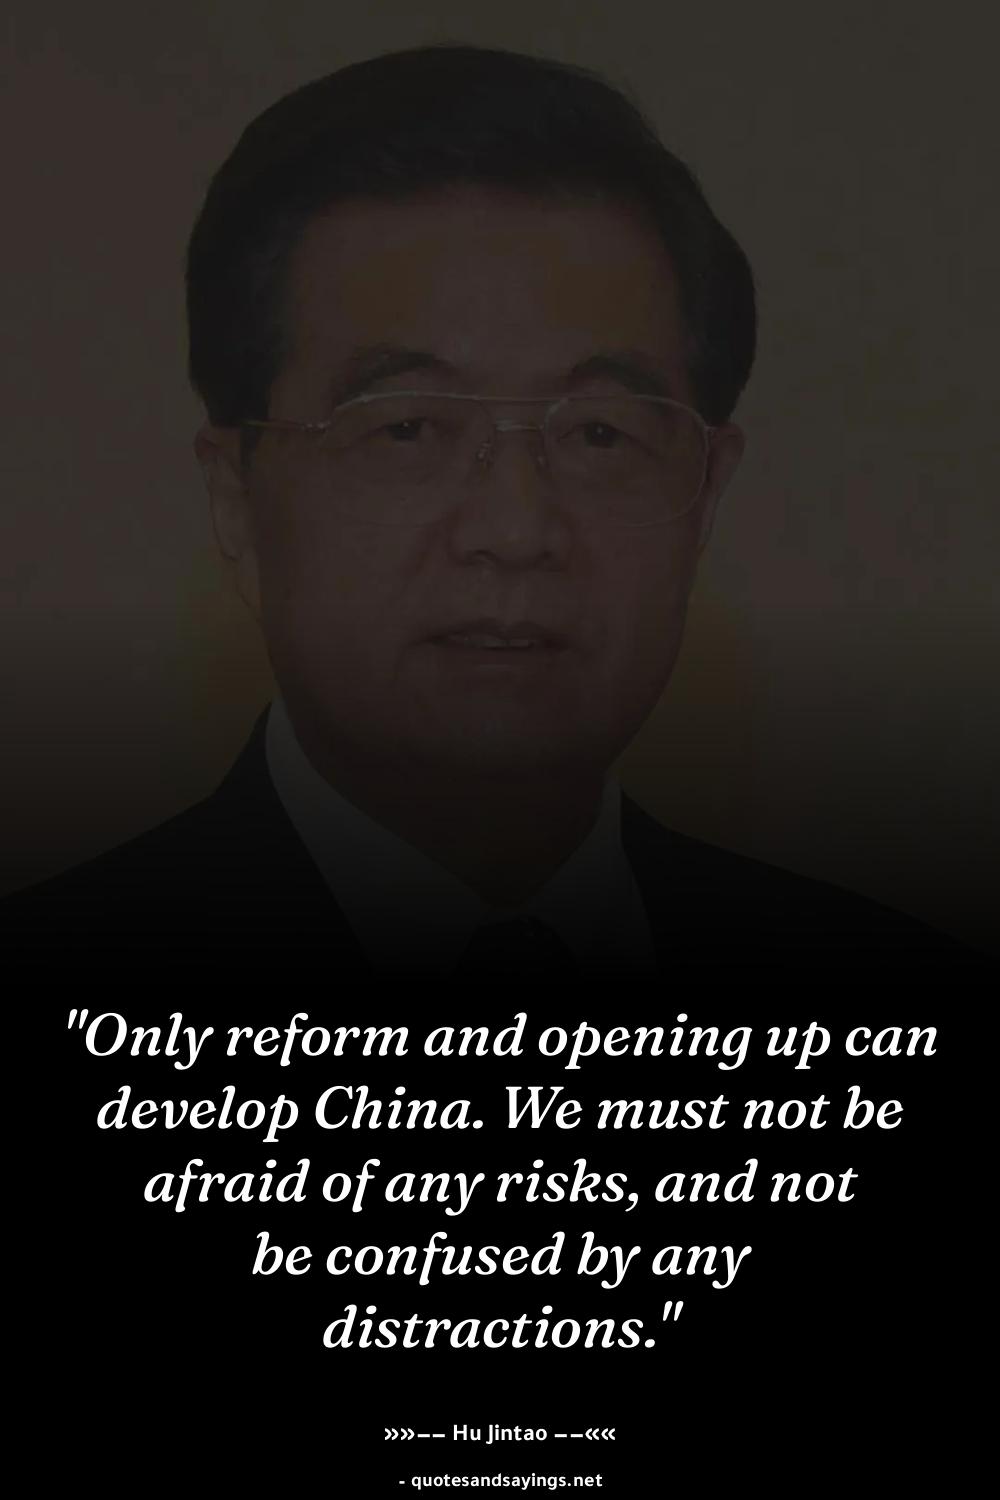 "Only reform and opening up can
develop China. We must not be
afraid of any risks, and not
be confused by any
distractions."
»»–– Hu Jintao ––««
- quotesandsayings.net